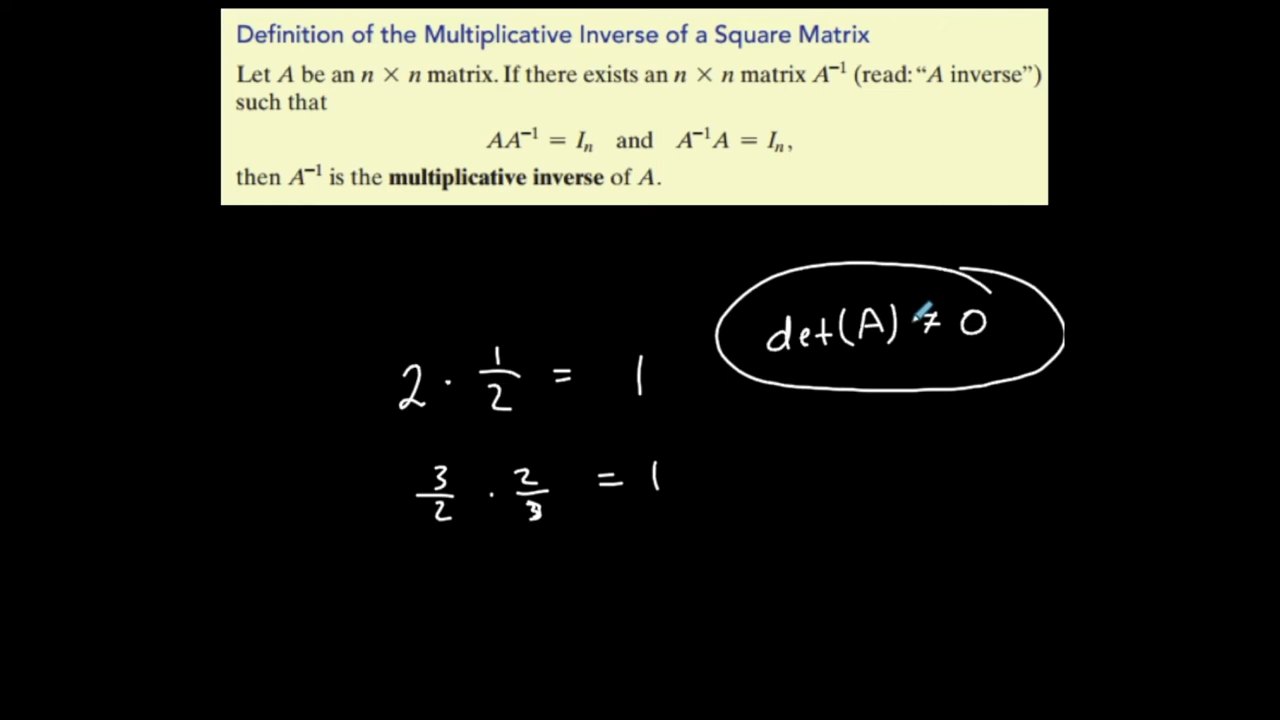 Definition of the Multiplicative Inverse of a Square Matrix
Let A be an n × n matrix. If there exists an n × n matrix A⁻¹ (read: “A inverse”)
such that
AA⁻¹ = Iₙ and A⁻¹A = Iₙ,
then A⁻¹ is the multiplicative inverse of A.
det(A) ≠ 0
2 · 1/2 = 1
3/2 · 2/3 = 1